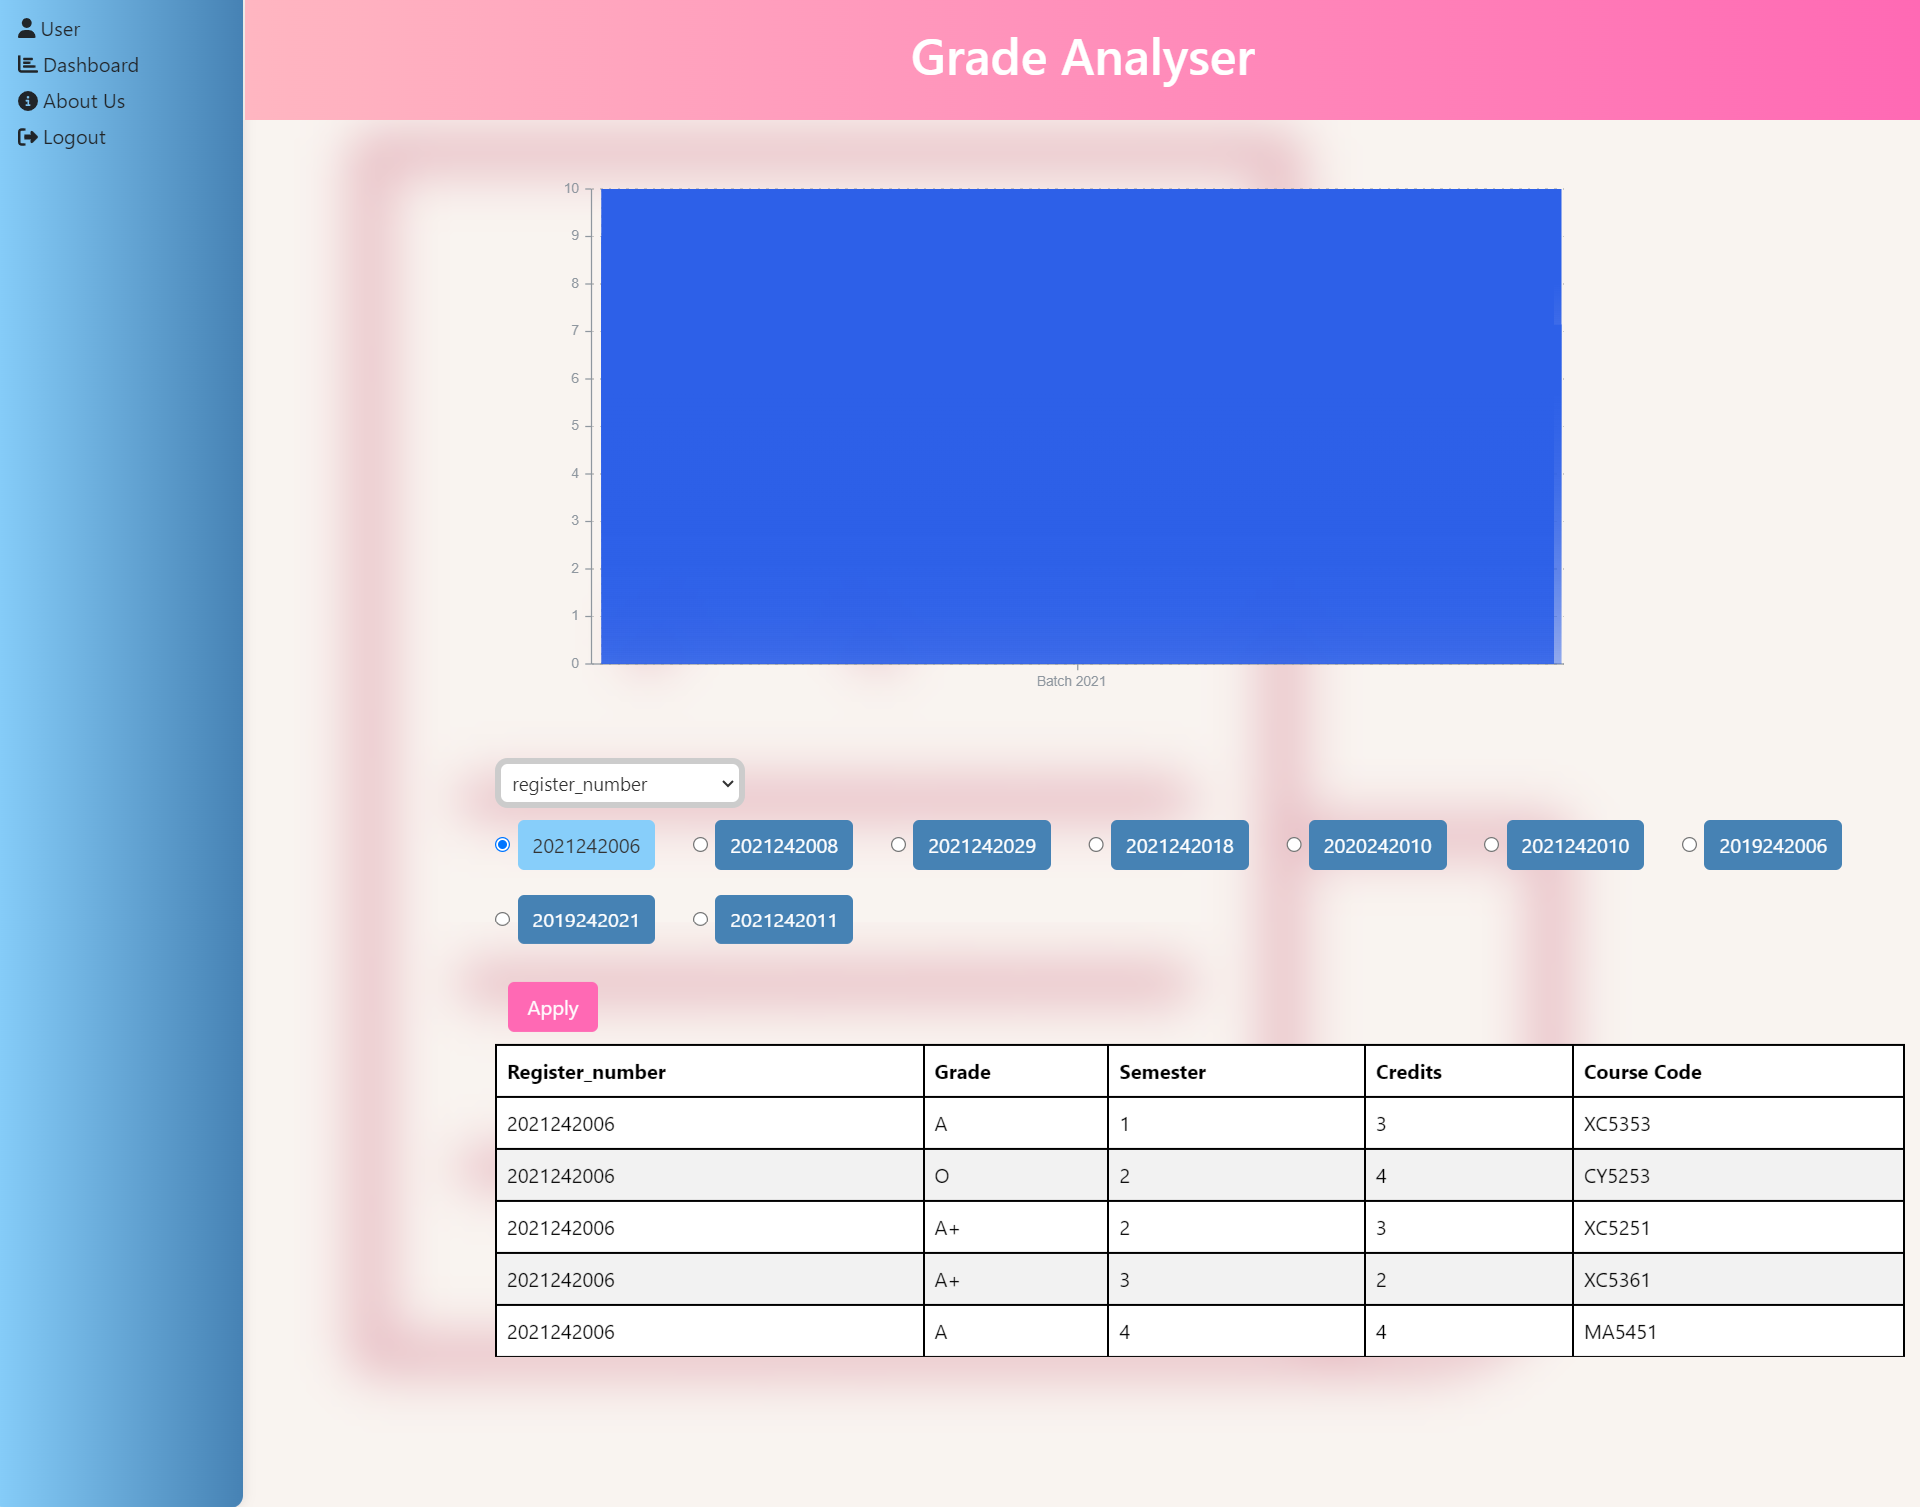 User
Dashboard
About Us
Logout
Grade Analyser
10
9
8
7
6
5
4
3
2
1
0
Batch 2021
register_number
2021242006 2021242008 2021242029 2021242018 2020242010 2021242010 2019242006
2019242021 2021242011
Apply
Register_number Grade Semester Credits Course Code
2021242006 A 1 3 XC5353
2021242006 O 2 4 CY5253
2021242006 A+ 2 3 XC5251
2021242006 A+ 3 2 XC5361
2021242006 A 4 4 MA5451